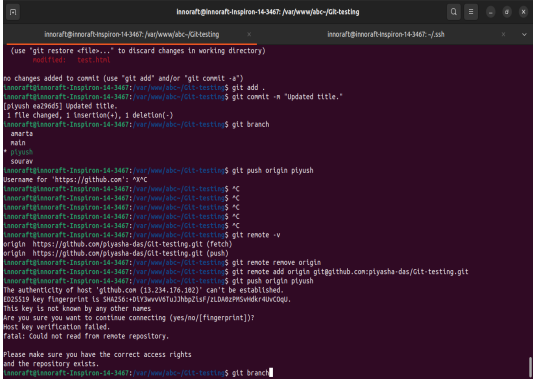 innoraft@innoraft-Inspiron-14-3467: /var/www/abc~/Git-testing
innoraft@innoraft-Inspiron-14-3467: /var/www/abc~/Git-testing
innoraft@innoraft-Inspiron-14-3467: ~/.ssh
(use "git restore <file>..." to discard changes in working directory)
modified: test.html
no changes added to commit (use "git add" and/or "git commit -a")
innoraft@innoraft-Inspiron-14-3467:/var/www/abc~/Git-testing$ git add .
innoraft@innoraft-Inspiron-14-3467:/var/www/abc~/Git-testing$ git commit -m "Updated title."
[piyush ea296d5] Updated title.
1 file changed, 1 insertion(+), 1 deletion(-)
innoraft@innoraft-Inspiron-14-3467:/var/www/abc~/Git-testing$ git branch
amarta
main
* piyush
sourav
innoraft@innoraft-Inspiron-14-3467:/var/www/abc~/Git-testing$ git push origin piyush
Username for 'https://github.com': ^X^C
innoraft@innoraft-Inspiron-14-3467:/var/www/abc~/Git-testing$ ^C
innoraft@innoraft-Inspiron-14-3467:/var/www/abc~/Git-testing$ ^C
innoraft@innoraft-Inspiron-14-3467:/var/www/abc~/Git-testing$ ^C
innoraft@innoraft-Inspiron-14-3467:/var/www/abc~/Git-testing$ ^C
innoraft@innoraft-Inspiron-14-3467:/var/www/abc~/Git-testing$ ^C
innoraft@innoraft-Inspiron-14-3467:/var/www/abc~/Git-testing$ git remote -v
origin https://github.com/piyasha-das/Git-testing.git (fetch)
origin https://github.com/piyasha-das/Git-testing.git (push)
innoraft@innoraft-Inspiron-14-3467:/var/www/abc~/Git-testing$ git remote remove origin
innoraft@innoraft-Inspiron-14-3467:/var/www/abc~/Git-testing$ git remote add origin git@github.com:piyasha-das/Git-testing.git
innoraft@innoraft-Inspiron-14-3467:/var/www/abc~/Git-testing$ git push origin piyush
The authenticity of host 'github.com (13.234.176.102)' can't be established.
ED25519 key fingerprint is SHA256:+DiY3wvvV6TuJJhbpZisF/zLDA0zPMSvHdkr4UvCOqU.
This key is not known by any other names
Are you sure you want to continue connecting (yes/no/[fingerprint])?
Host key verification failed.
fatal: Could not read from remote repository.
Please make sure you have the correct access rights
and the repository exists.
innoraft@innoraft-Inspiron-14-3467:/var/www/abc~/Git-testing$ git branch